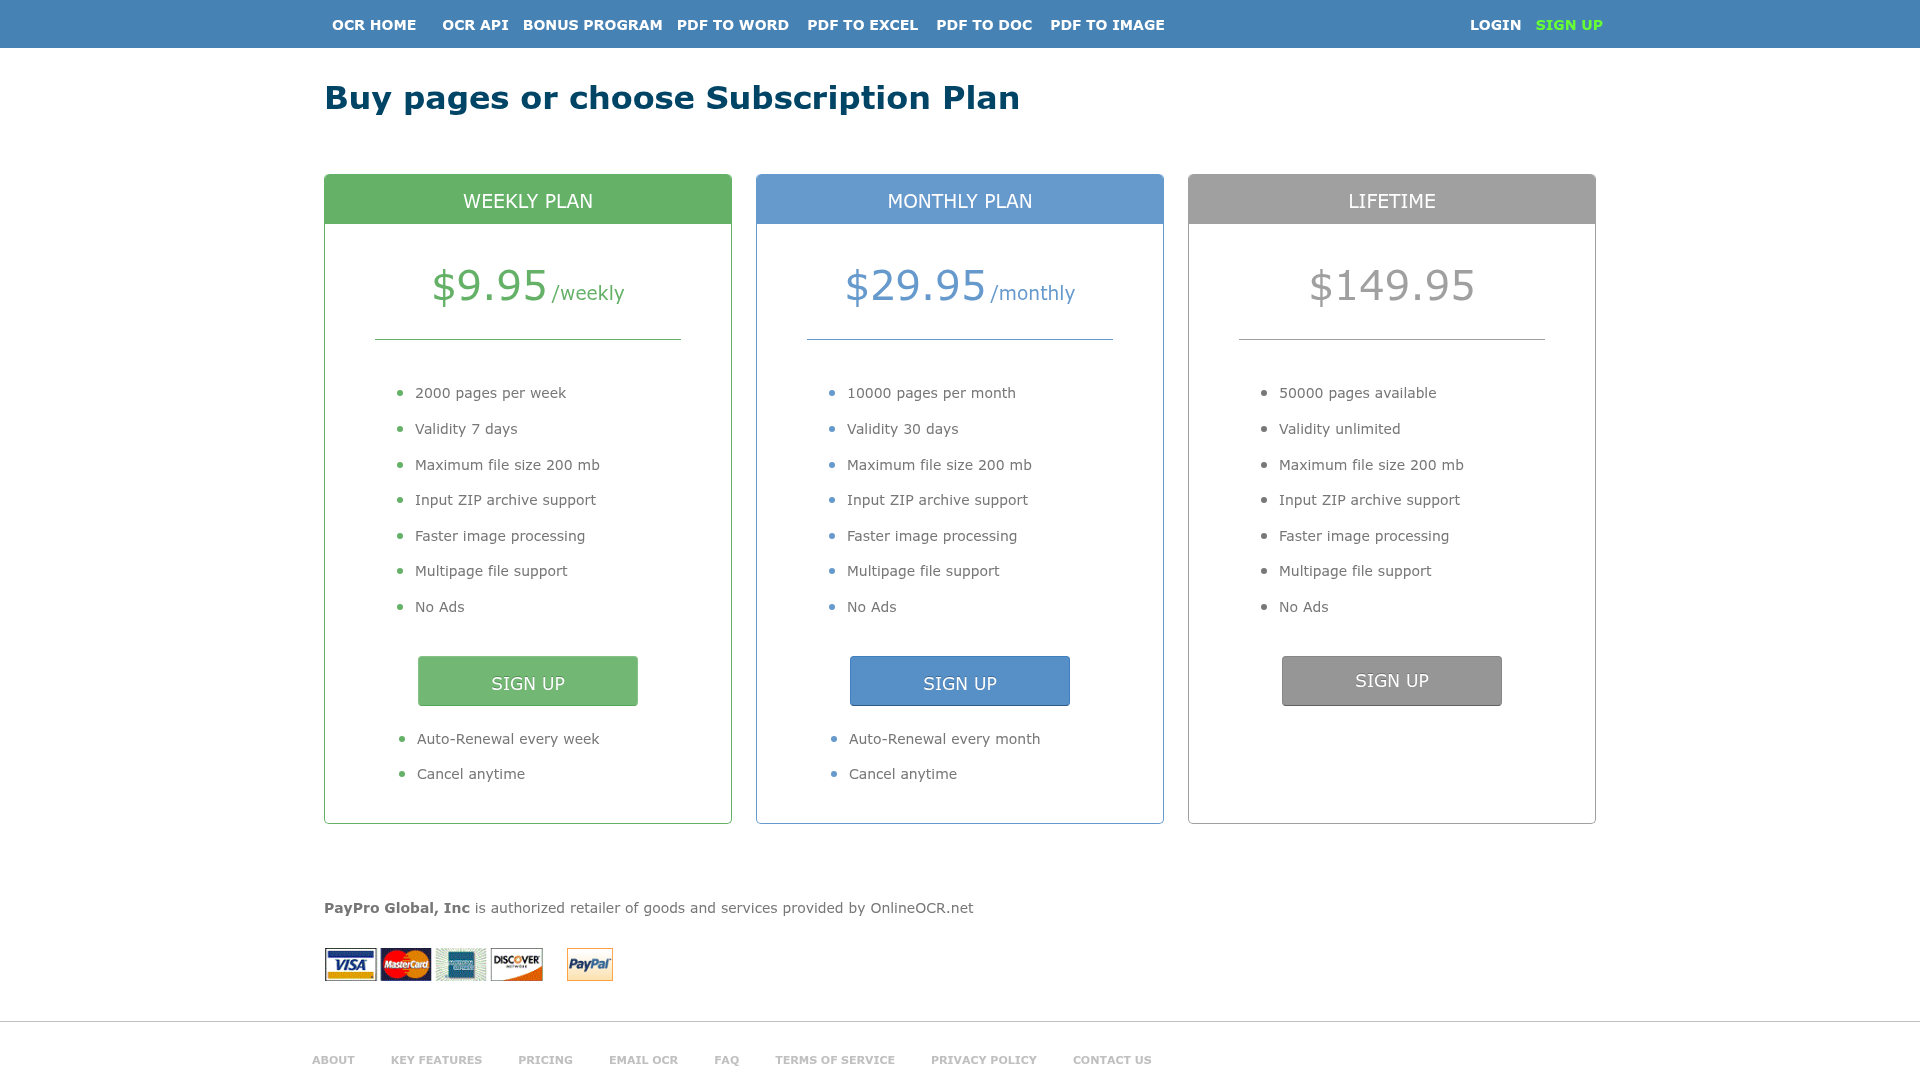 OCR HOME OCR API BONUS PROGRAM PDF TO WORD PDF TO EXCEL PDF TO DOC PDF TO IMAGE LOGIN SIGN UP
Buy pages or choose Subscription Plan
WEEKLY PLAN
$9.95 /weekly
2000 pages per week
Validity 7 days
Maximum file size 200 mb
Input ZIP archive support
Faster image processing
Multipage file support
No Ads
SIGN UP
Auto-Renewal every week
Cancel anytime
MONTHLY PLAN
$29.95 /monthly
10000 pages per month
Validity 30 days
Maximum file size 200 mb
Input ZIP archive support
Faster image processing
Multipage file support
No Ads
SIGN UP
Auto-Renewal every month
Cancel anytime
LIFETIME
$149.95
50000 pages available
Validity unlimited
Maximum file size 200 mb
Input ZIP archive support
Faster image processing
Multipage file support
No Ads
SIGN UP
PayPro Global, Inc is authorized retailer of goods and services provided by OnlineOCR.net
VISA MasterCard DISCOVER PayPal
NETWORK
ABOUT KEY FEATURES PRICING EMAIL OCR FAQ TERMS OF SERVICE PRIVACY POLICY CONTACT US